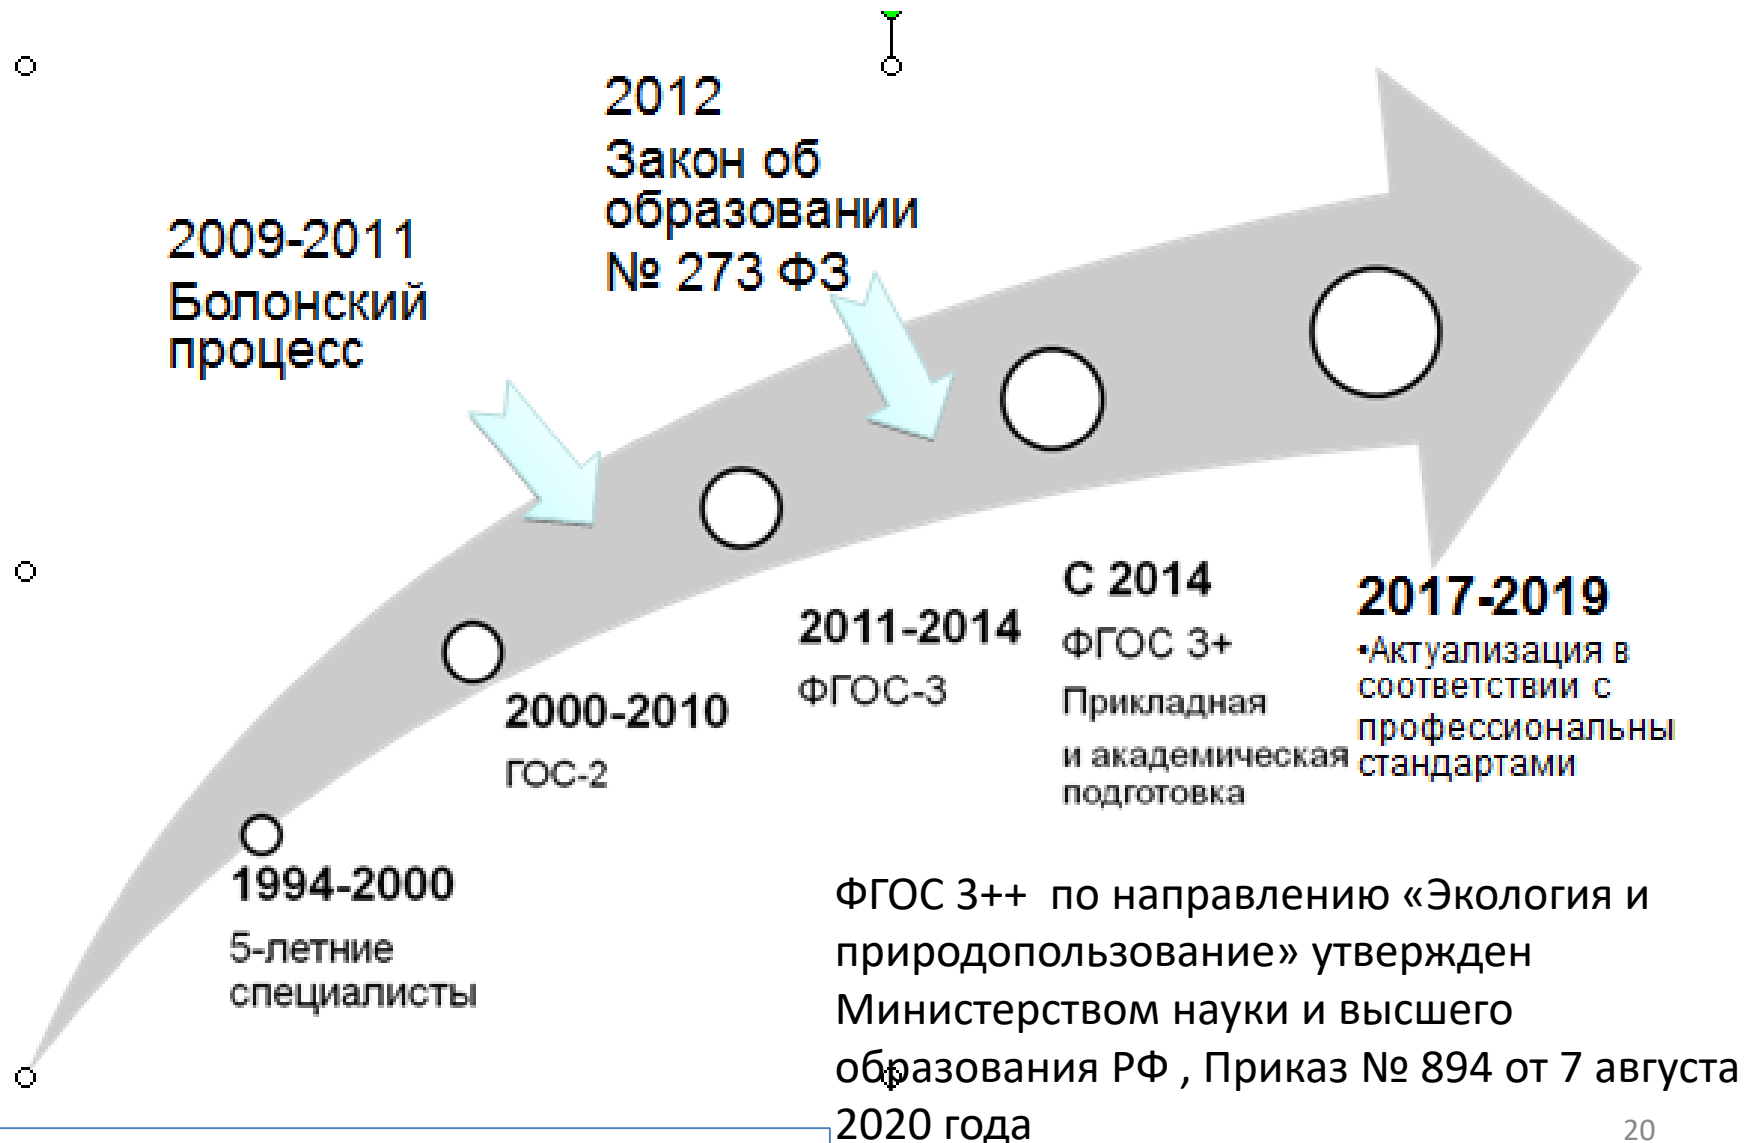 2012
Закон об
образовании
№ 273 ФЗ
2009-2011
Болонский
процесс
1994-2000
5-летние
специалисты
2000-2010
ГОС-2
2011-2014
ФГОС-3
С 2014
ФГОС 3+
Прикладная
и академическая
подготовка
2017-2019
•Актуализация в
соответствии с
профессиональны
стандартами
ФГОС 3++ по направлению «Экология и
природопользование» утвержден
Министерством науки и высшего
образования РФ , Приказ № 894 от 7 августа
2020 года
20